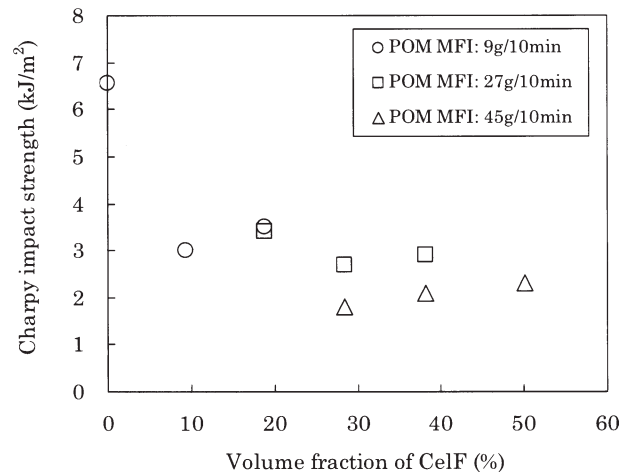 8
7
6
5
4
3
2
1
0
Charpy impact strength (kJ/m²)
POM MFI: 9g/10min
POM MFI: 27g/10min
POM MFI: 45g/10min
0 10 20 30 40 50 60
Volume fraction of CelF (%)